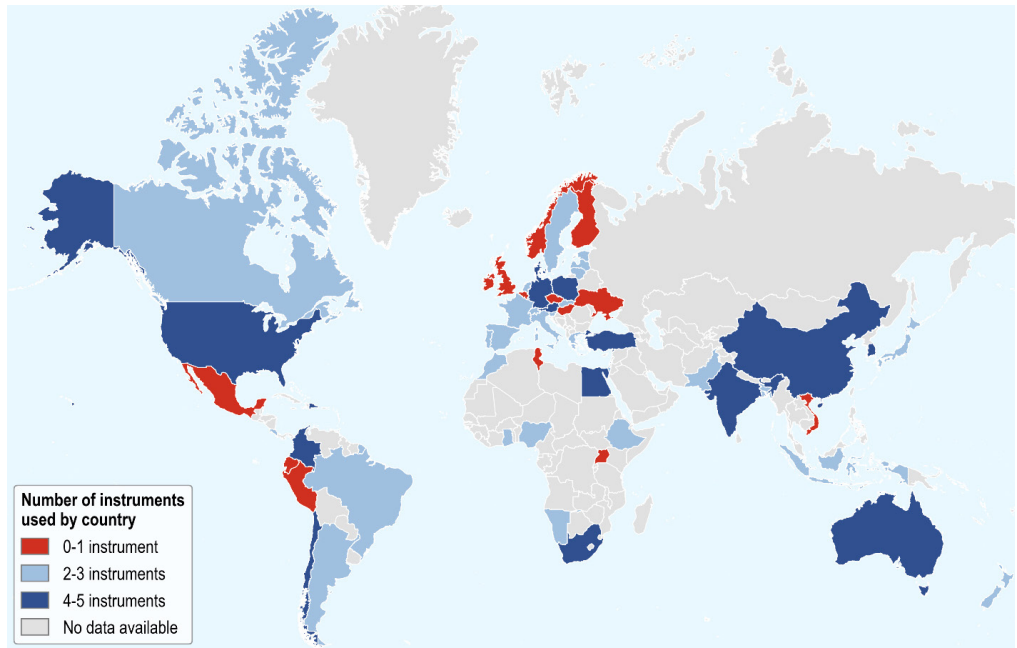 Number of instruments
used by country
0-1 instrument
2-3 instruments
4-5 instruments
No data available